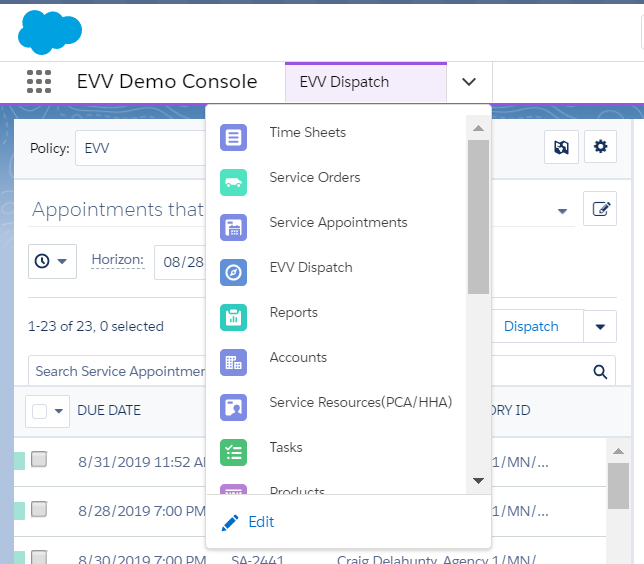 EVV Demo Console
EVV Dispatch
Policy:
EVV
Time Sheets
Service Orders
Appointments that
Service Appointments
Horizon:
08/28
EVV Dispatch
Reports
1-23 of 23, 0 selected
Dispatch
Accounts
Search Service Appointmen
Service Resources(PCA/HHA)
DUE DATE
ORY ID
Tasks
8/31/2019 11:52 A
1/MN/...
Products
8/28/2019 7:00 PM
1/MN/...
Edit
8/30/2019 7:00 PM SA-2441 Craig Delahunty, Agency 1/MN/